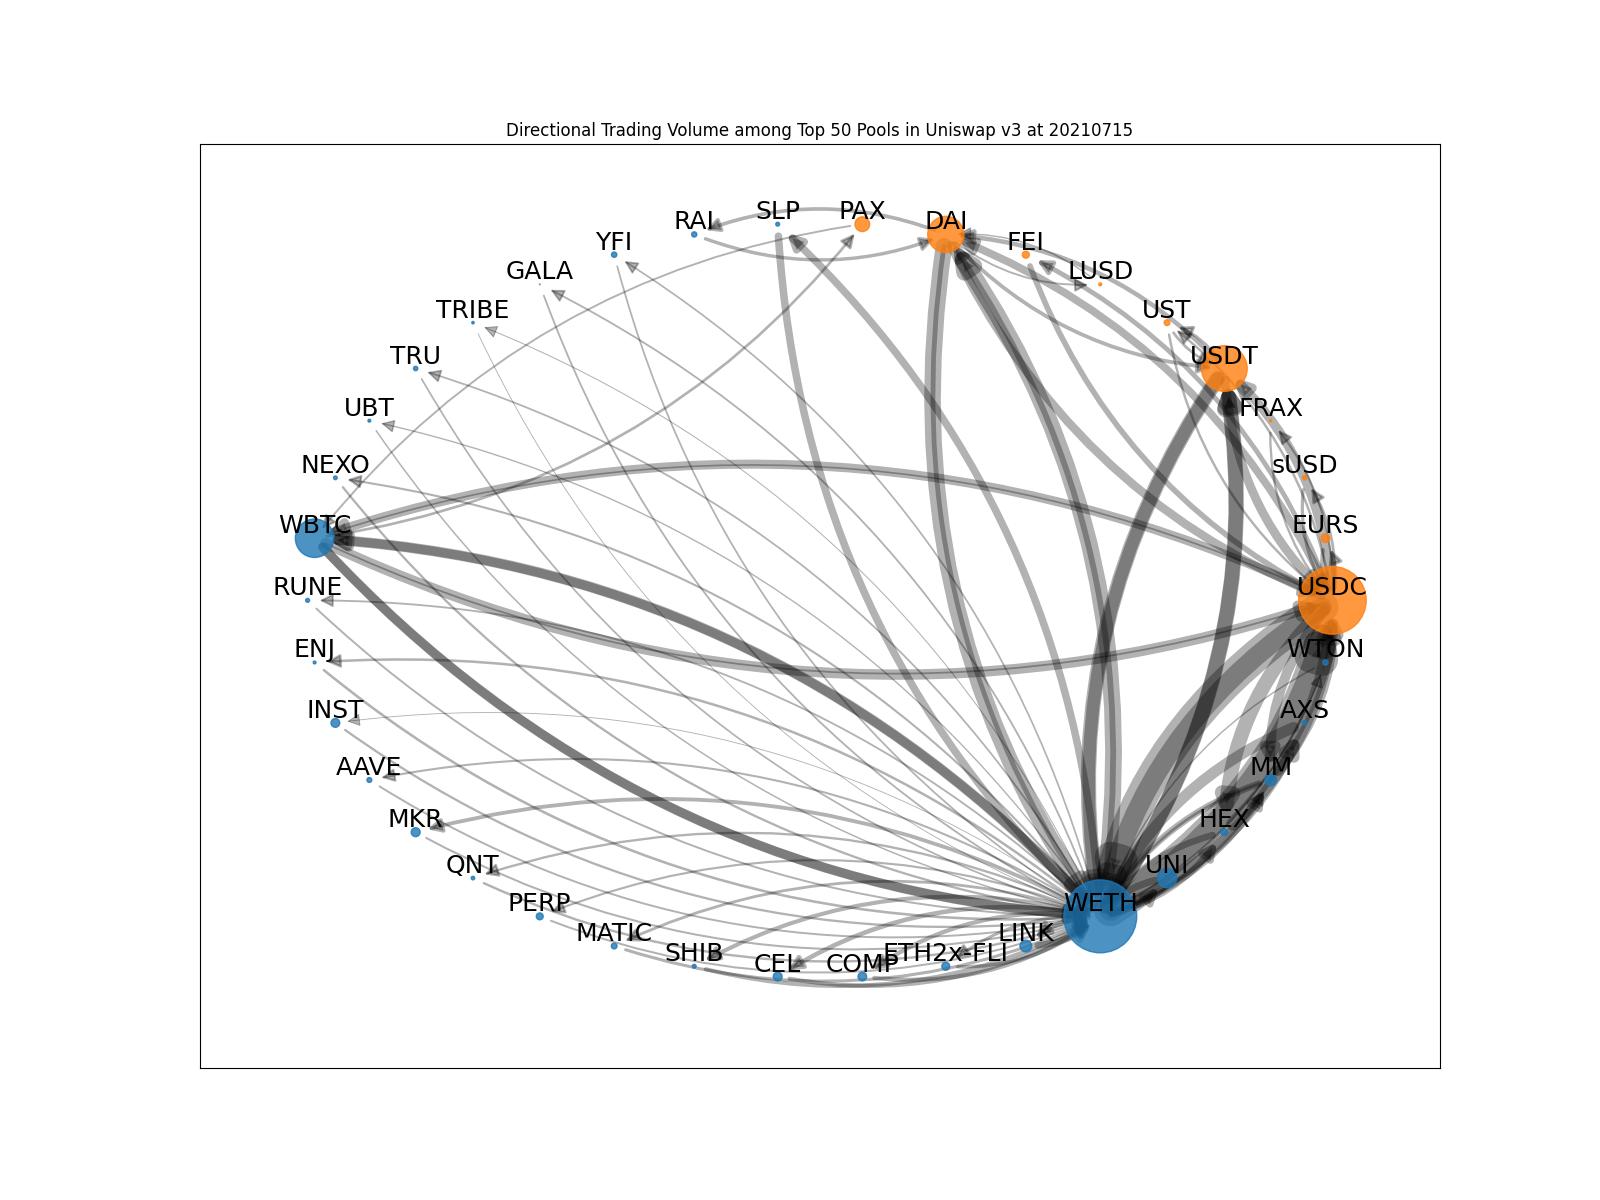 Directional Trading Volume among Top 50 Pools in Uniswap v3 at 20210715
SLP
PAX
RAI
DAI
YFI
FEI
GALA
LUSD
TRIBE
UST
TRU
USDT
UBT
FRAX
NEXO
sUSD
WBTC
EURS
RUNE
USDC
ENJ
WTON
INST
AXS
AAVE
MM
MKR
HEX
QNT
UNI
PERP
WETH
MATIC
LINK
SHIB
ETH2x-FLI
CEL
COMP